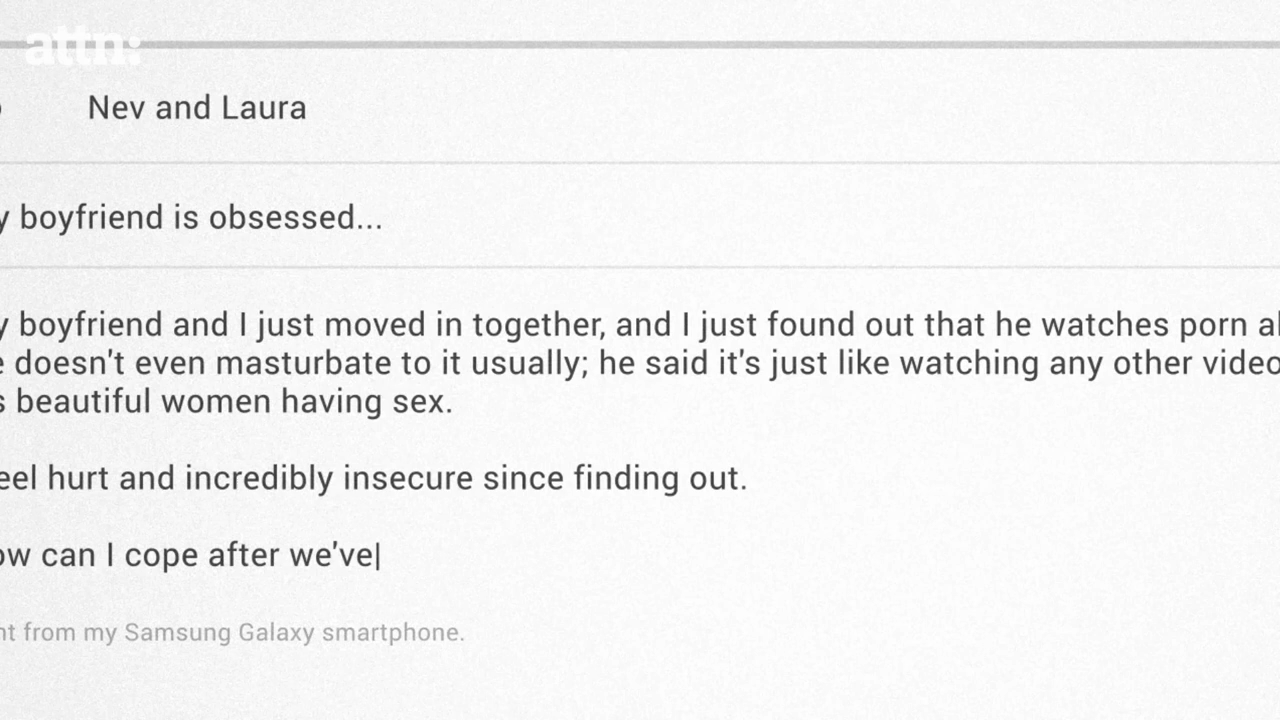 attn:
Nev and Laura
y boyfriend is obsessed...
y boyfriend and I just moved in together, and I just found out that he watches porn al
e doesn't even masturbate to it usually; he said it's just like watching any other video
s beautiful women having sex.
eel hurt and incredibly insecure since finding out.
ow can I cope after we've|
nt from my Samsung Galaxy smartphone.